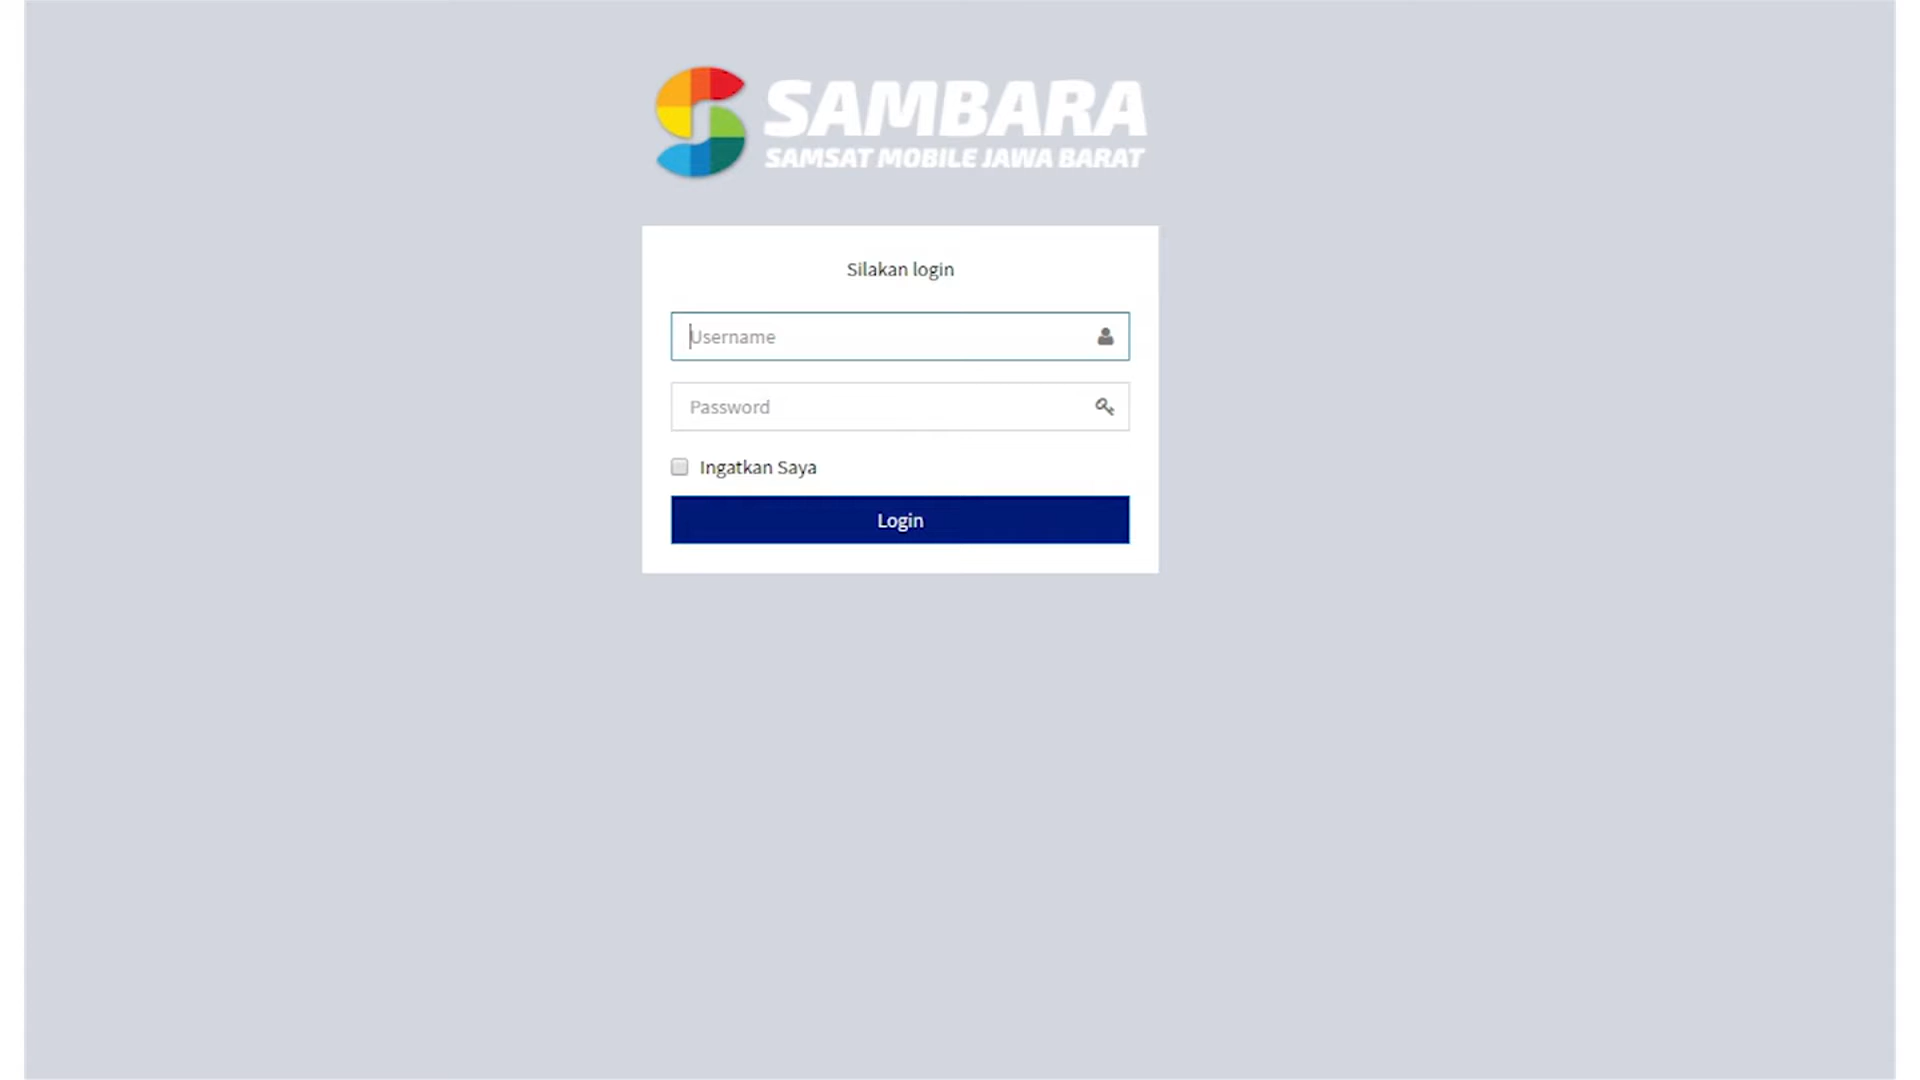 SAMBARA
SAMSAT MOBILE JAWA BARAT
Silakan login
Username
Password
Ingatkan Saya
Login